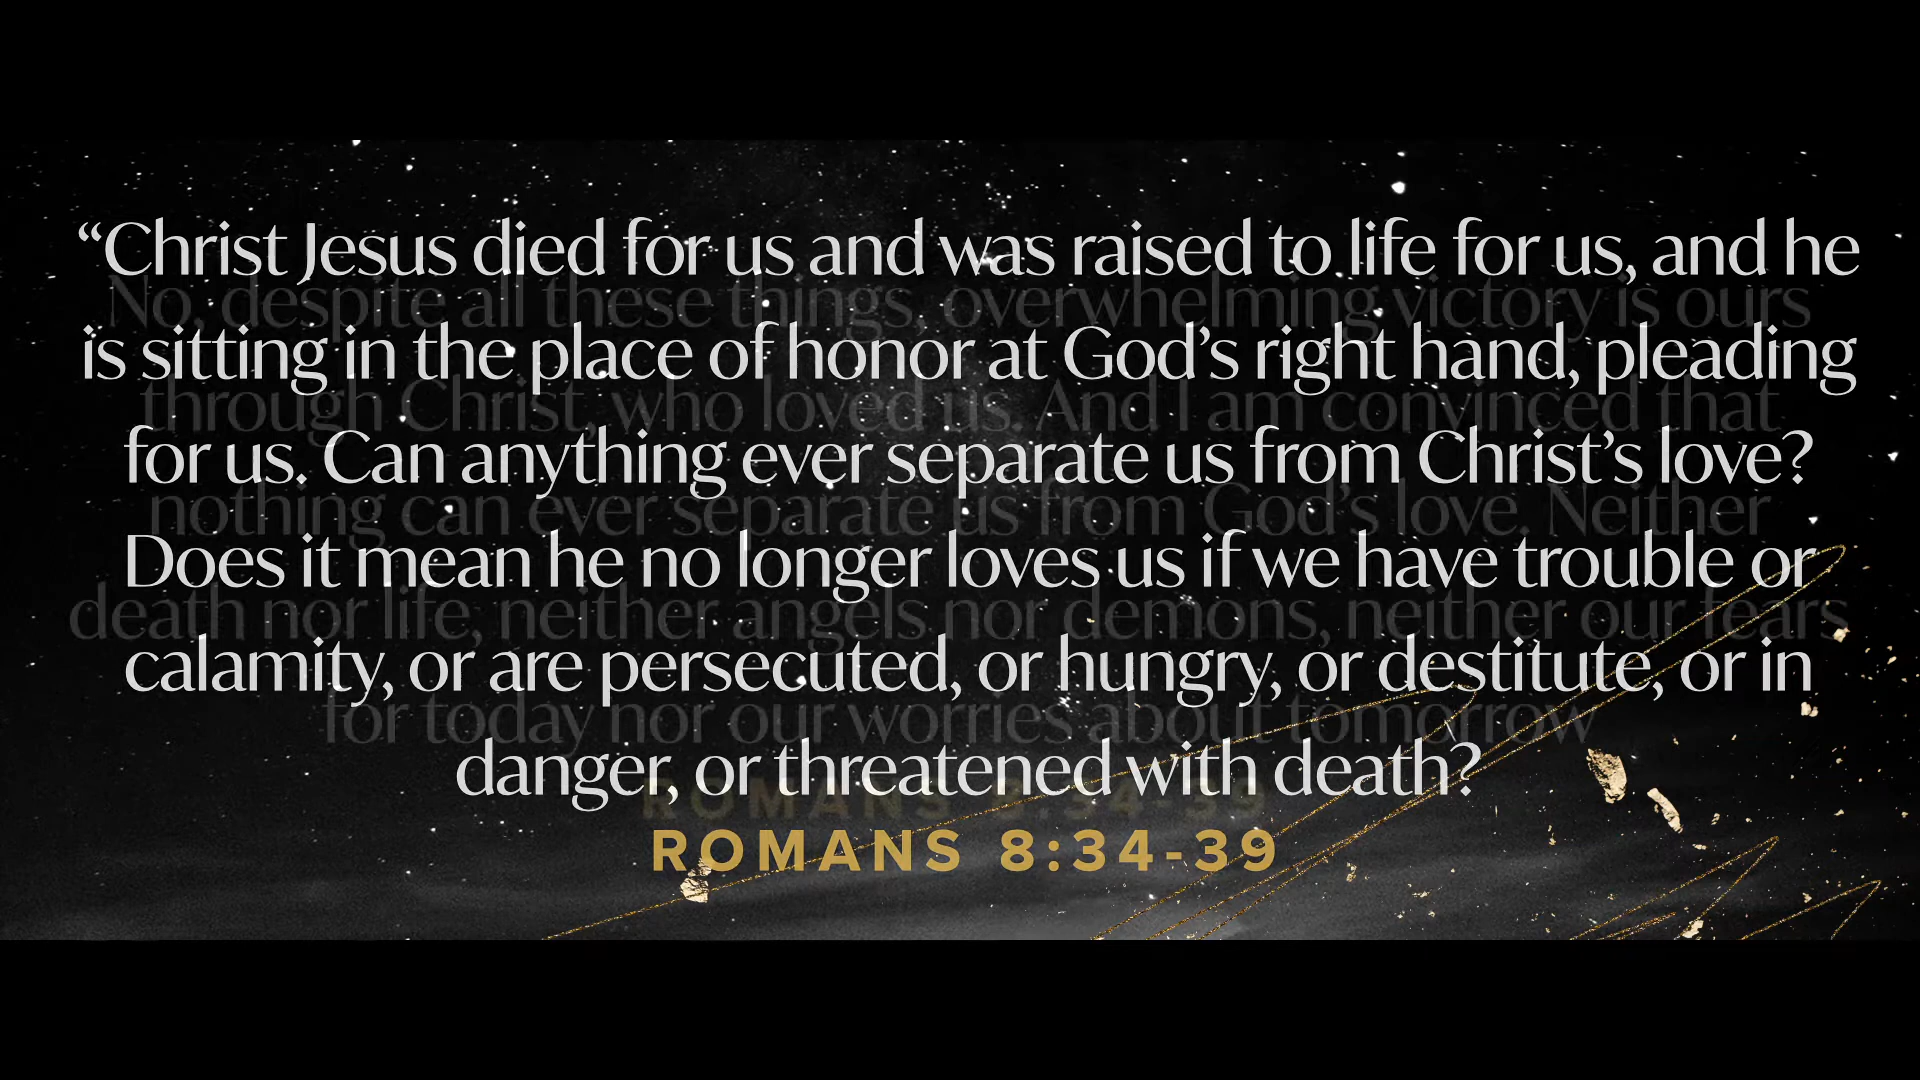 “Christ Jesus died for us and was raised to life for us, and he
No, despite all these things, overwhelming victory is ours
is sitting in the place of honor at God’s right hand, pleading
through Christ, who loved us. And I am convinced that
for us. Can anything ever separate us from Christ’s love?
nothing can ever separate us from God’s love. Neither
Does it mean he no longer loves us if we have trouble or
death nor life, neither angels nor demons, neither our fears
calamity, or are persecuted, or hungry, or destitute, or in
for today nor our worries about tomorrow
danger, or threatened with death?
ROMANS 8:34-39
ROMANS 8:34-39